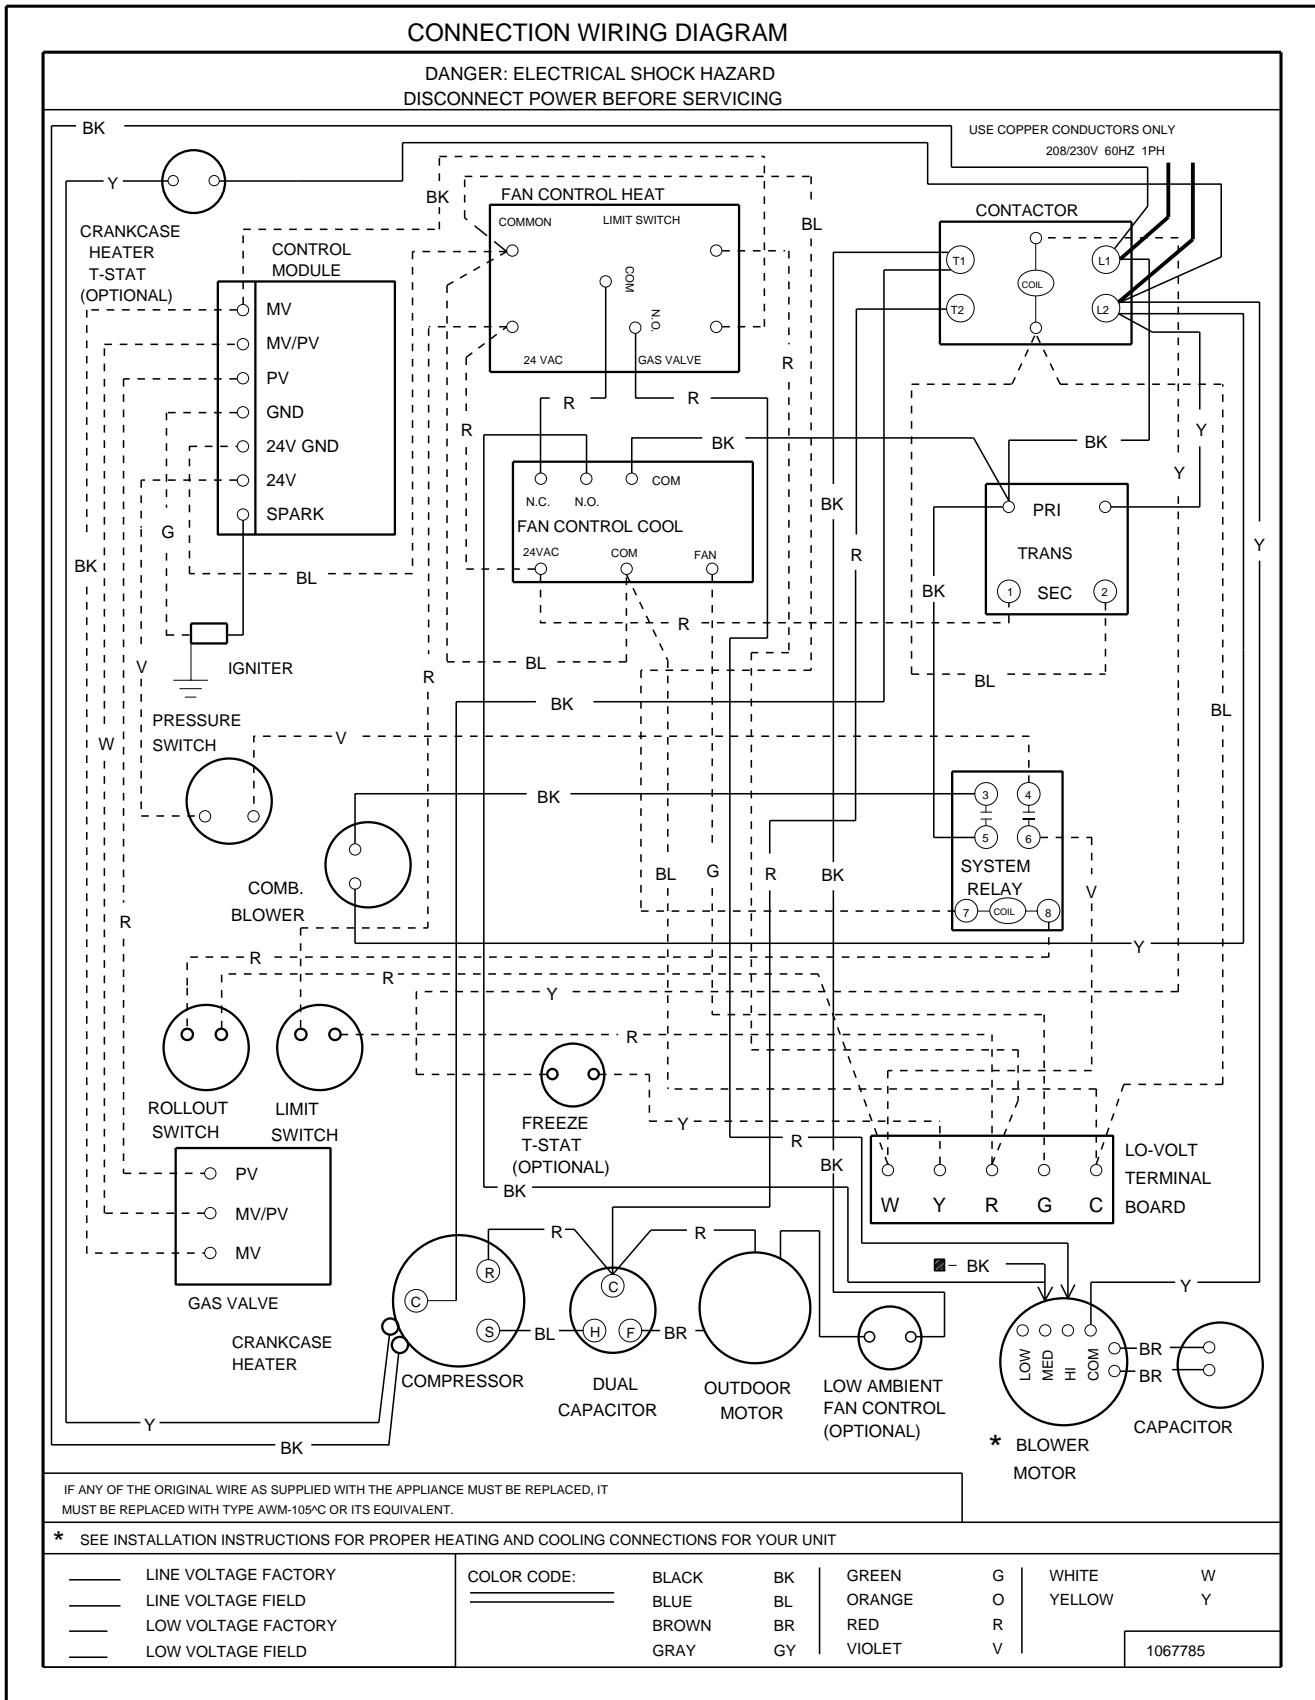 CONNECTION WIRING DIAGRAM
DANGER: ELECTRICAL SHOCK HAZARD
DISCONNECT POWER BEFORE SERVICING
BK
USE COPPER CONDUCTORS ONLY
208/230V 60HZ 1PH
Y
CRANKCASE
HEATER
T-STAT
(OPTIONAL)
CONTROL
MODULE
MV
MV/PV
PV
GND
24V GND
24V
SPARK
BK
FAN CONTROL HEAT
COMMON
LIMIT SWITCH
COM
N.O.
24 VAC
GAS VALVE
BL
CONTACTOR
T1
T2
COIL
L1
L2
R
R
R
R
BK
BK
Y
Y
N.C.
N.O.
COM
FAN CONTROL COOL
24VAC
COM
FAN
BK
R
PRI
TRANS
1
SEC
2
Y
G
BK
BL
BK
R
V
IGNITER
R
BL
BL
BK
BL
PRESSURE
SWITCH
W
V
BK
3
4
5
6
SYSTEM
RELAY
7
COIL
8
COMB.
BLOWER
BL
G
R
BK
V
R
Y
R
R
Y
R
ROLLOUT
SWITCH
LIMIT
SWITCH
FREEZE
T-STAT
(OPTIONAL)
Y
R
BK
BK
LO-VOLT
TERMINAL
BOARD
W
Y
R
G
C
PV
MV/PV
MV
GAS VALVE
CRANKCASE
HEATER
R
R
BK
Y
C
R
S
COMPRESSOR
BL
C
H
F
BR
DUAL
CAPACITOR
OUTDOOR
MOTOR
LOW AMBIENT
FAN CONTROL
(OPTIONAL)
LOW
MED
HI
COM
BR
BR
CAPACITOR
* BLOWER
MOTOR
Y
BK
IF ANY OF THE ORIGINAL WIRE AS SUPPLIED WITH THE APPLIANCE MUST BE REPLACED, IT
MUST BE REPLACED WITH TYPE AWM-105^C OR ITS EQUIVALENT.
* SEE INSTALLATION INSTRUCTIONS FOR PROPER HEATING AND COOLING CONNECTIONS FOR YOUR UNIT
LINE VOLTAGE FACTORY
LINE VOLTAGE FIELD
LOW VOLTAGE FACTORY
LOW VOLTAGE FIELD
COLOR CODE:
BLACK BK
BLUE BL
BROWN BR
GRAY GY
GREEN G
ORANGE O
RED R
VIOLET V
WHITE W
YELLOW Y
1067785